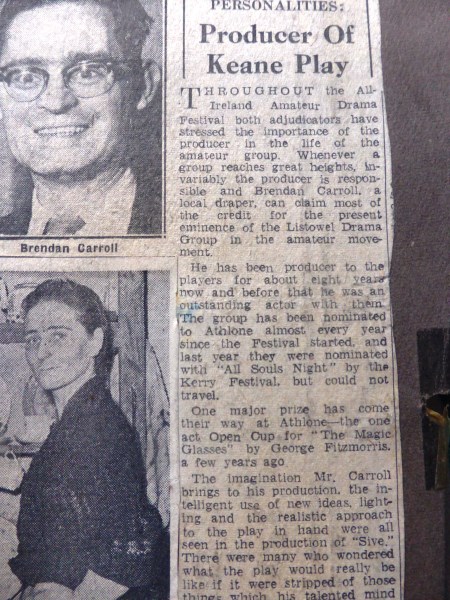 PERSONALITIES:
Producer Of
Keane Play
THROUGHOUT the All-
Ireland Amateur Drama
Festival both adjudicators have
stressed the importance of the
producer in the life of the
amateur group. Whenever a
group reaches great heights, in-
variably the producer is respon-
sible and Brendan Carroll, a
local draper, can claim most of
the credit for the present
eminence of the Listowel Drama
Group in the amateur move-
ment.
He has been producer to the
players for about eight years
now and before that he was an
outstanding actor with them.
The group has been nominated
to Athlone almost every year
since the Festival started, and
last year they were nominated
with "All Souls Night" by the
Kerry Festival, but could not
travel.
One major prize has come
their way at Athlone—the one
act Open Cup for "The Magic
Glasses" by George Fitzmorris,
a few years ago
The imagination Mr. Carroll
brings to his production, the in-
telligent use of new ideas, light-
ing and the realistic approach
to the play in hand were all
seen in the production of "Sive."
There were many who wondered
what the play would really be
like if it were stripped of those
things which his talented mind
Brendan Carroll